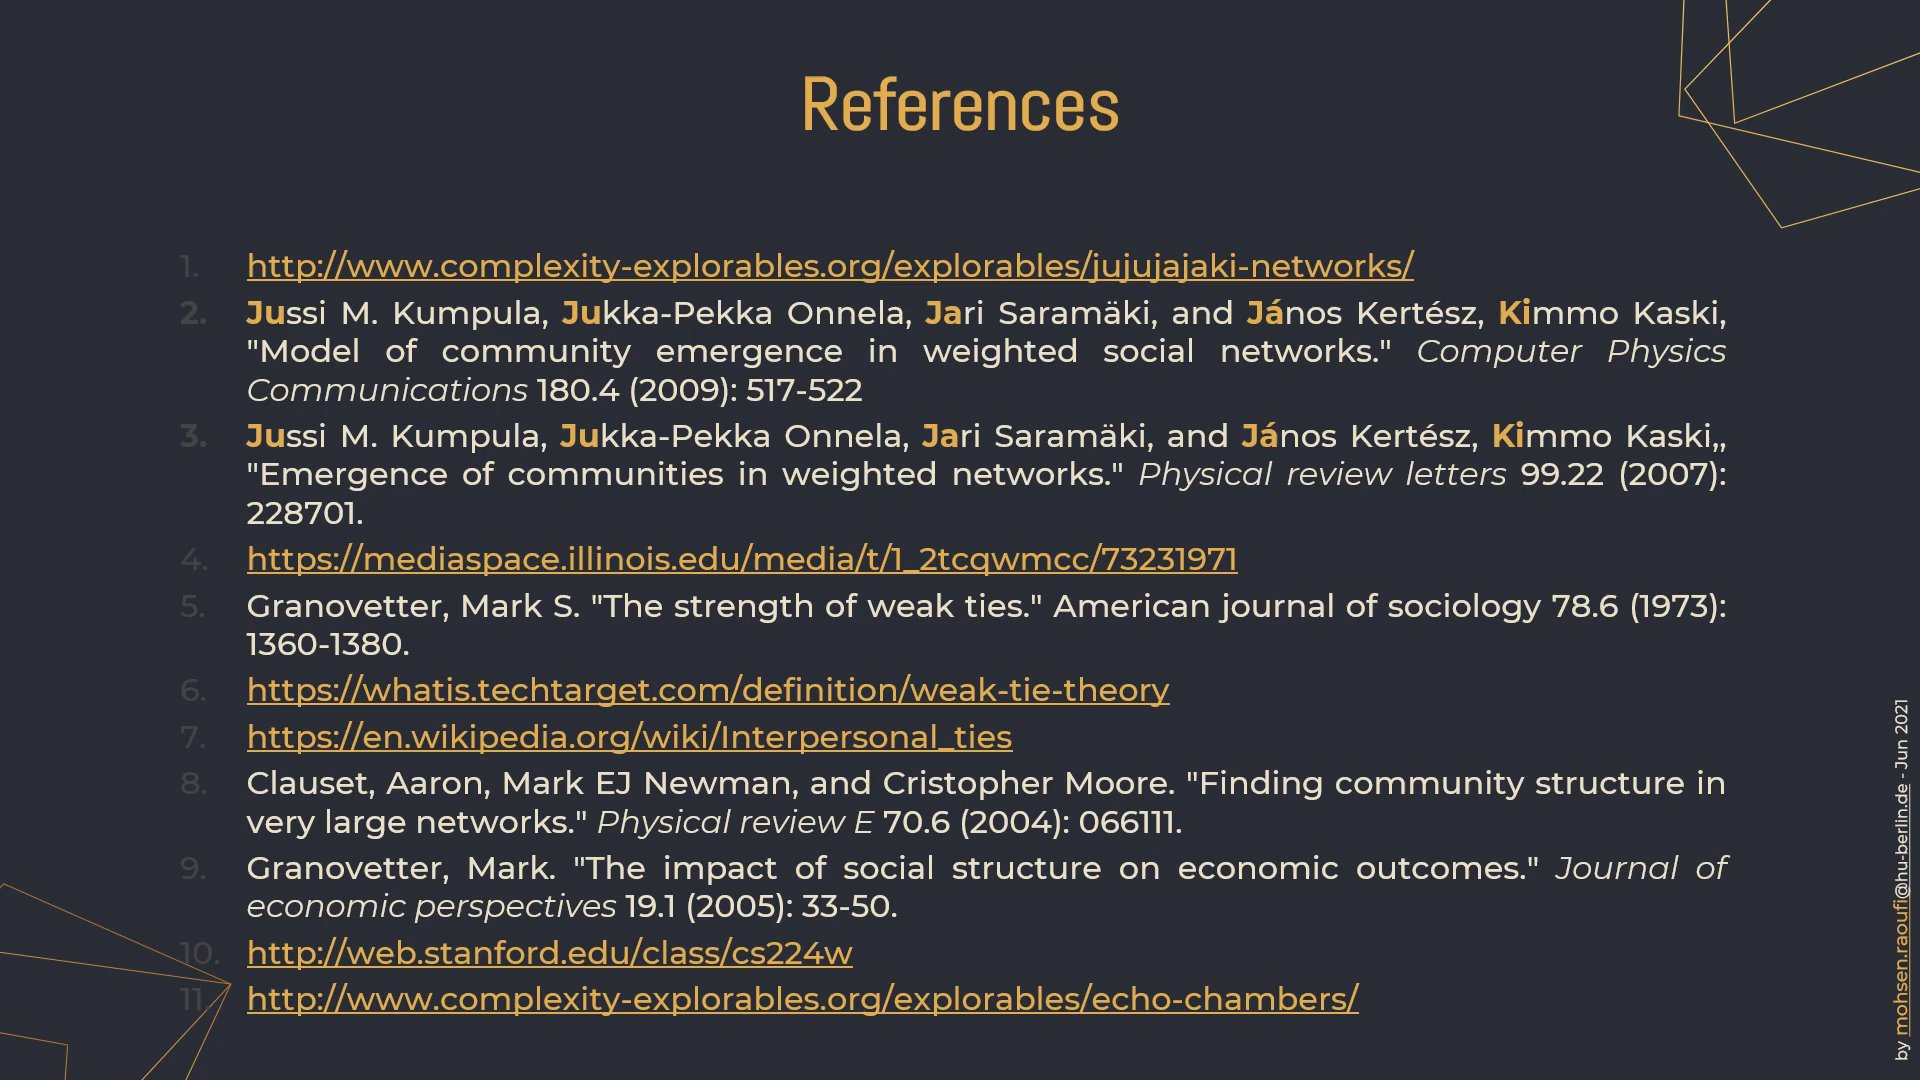 References
1. http://www.complexity-explorables.org/explorables/jujujajaki-networks/
2. Jussi M. Kumpula, Jukka-Pekka Onnela, Jari Saramäki, and János Kertész, Kimmo Kaski,
"Model of community emergence in weighted social networks." Computer Physics
Communications 180.4 (2009): 517-522
3. Jussi M. Kumpula, Jukka-Pekka Onnela, Jari Saramäki, and János Kertész, Kimmo Kaski,,
"Emergence of communities in weighted networks." Physical review letters 99.22 (2007):
228701.
4. https://mediaspace.illinois.edu/media/t/1_2tcqwmcc/73231971
5. Granovetter, Mark S. "The strength of weak ties." American journal of sociology 78.6 (1973):
1360-1380.
6. https://whatis.techtarget.com/definition/weak-tie-theory
7. https://en.wikipedia.org/wiki/Interpersonal_ties
8. Clauset, Aaron, Mark EJ Newman, and Cristopher Moore. "Finding community structure in
very large networks." Physical review E 70.6 (2004): 066111.
9. Granovetter, Mark. "The impact of social structure on economic outcomes." Journal of
economic perspectives 19.1 (2005): 33-50.
10. http://web.stanford.edu/class/cs224w
11. http://www.complexity-explorables.org/explorables/echo-chambers/
by mohsen.raoufi@hu-berlin.de - Jun 2021